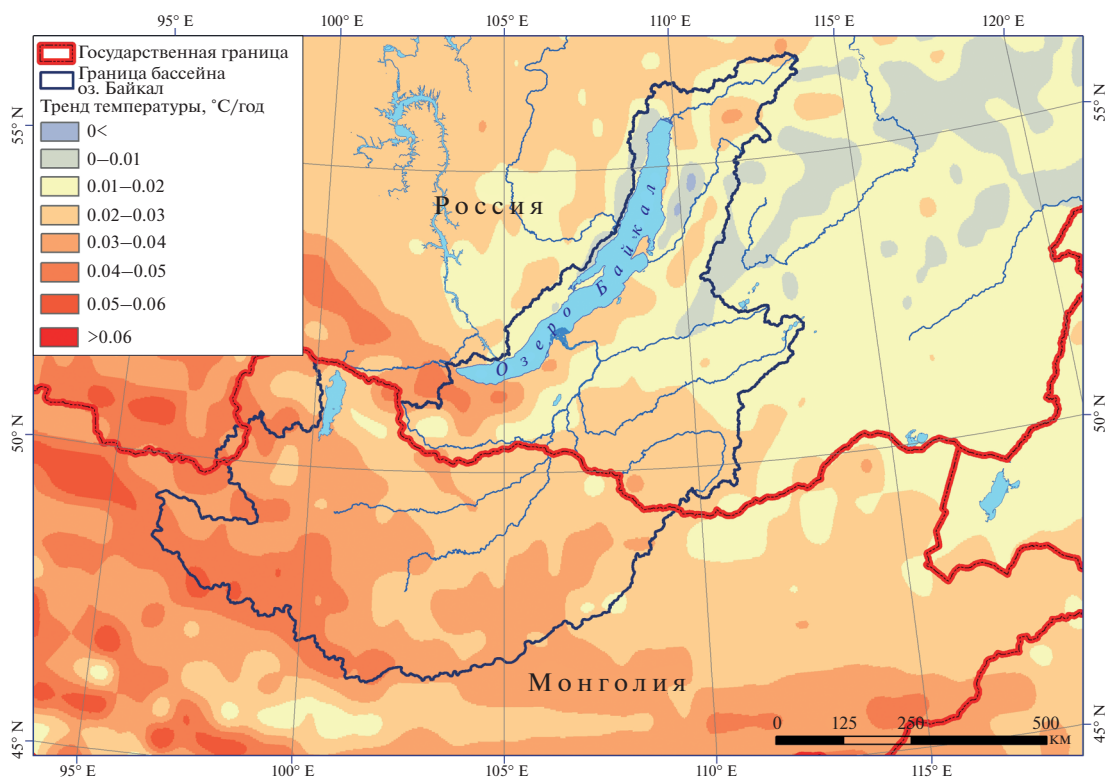 95° E 100° E 105° E 110° E 115° E 120° E
Государственная граница
Граница бассейна
оз. Байкал
Тренд температуры, °С/год
0<
0–0.01
0.01–0.02
0.02–0.03
0.03–0.04
0.04–0.05
0.05–0.06
>0.06
55° N
55° N
Россия
Озеро Байкал
50° N
50° N
Монголия
0 125 250 500
КМ
45° N
45° N
95° E 100° E 105° E 110° E 115° E